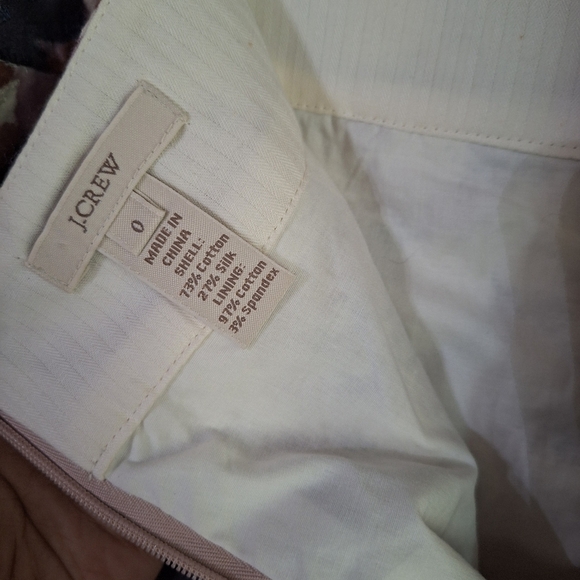 J.CREW
0
MADE IN
CHINA
SHELL:
73% Cotton
27% Silk
LINING:
97% Cotton
3% Spandex